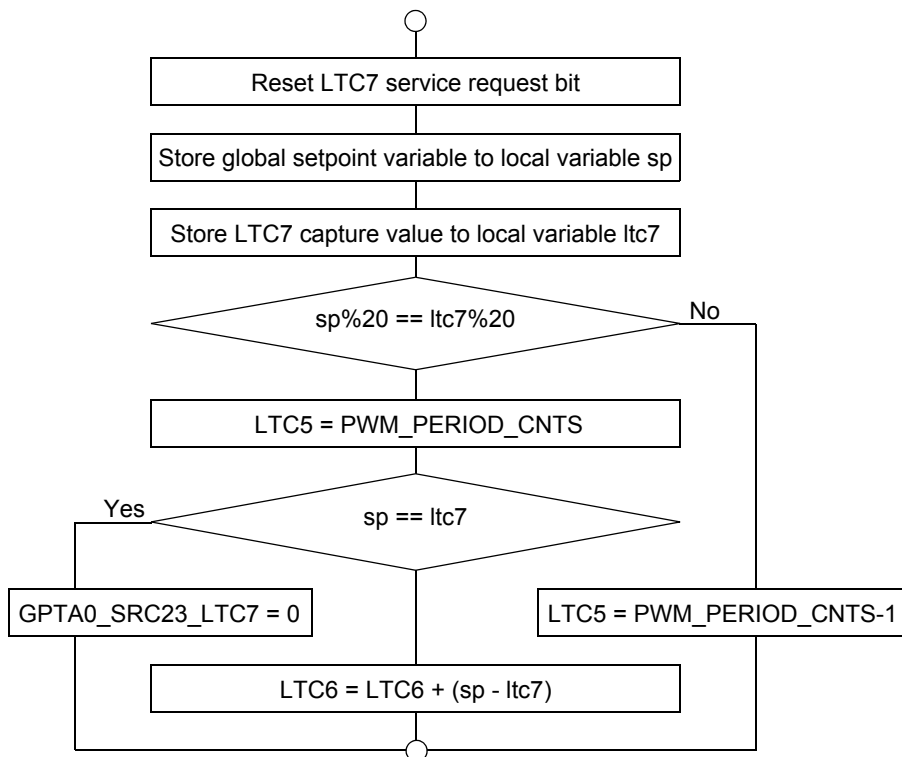 Reset LTC7 service request bit
Store global setpoint variable to local variable sp
Store LTC7 capture value to local variable ltc7
sp%20 == ltc7%20
No
LTC5 = PWM_PERIOD_CNTS
Yes
sp == ltc7
GPTA0_SRC23_LTC7 = 0
LTC5 = PWM_PERIOD_CNTS-1
LTC6 = LTC6 + (sp - ltc7)